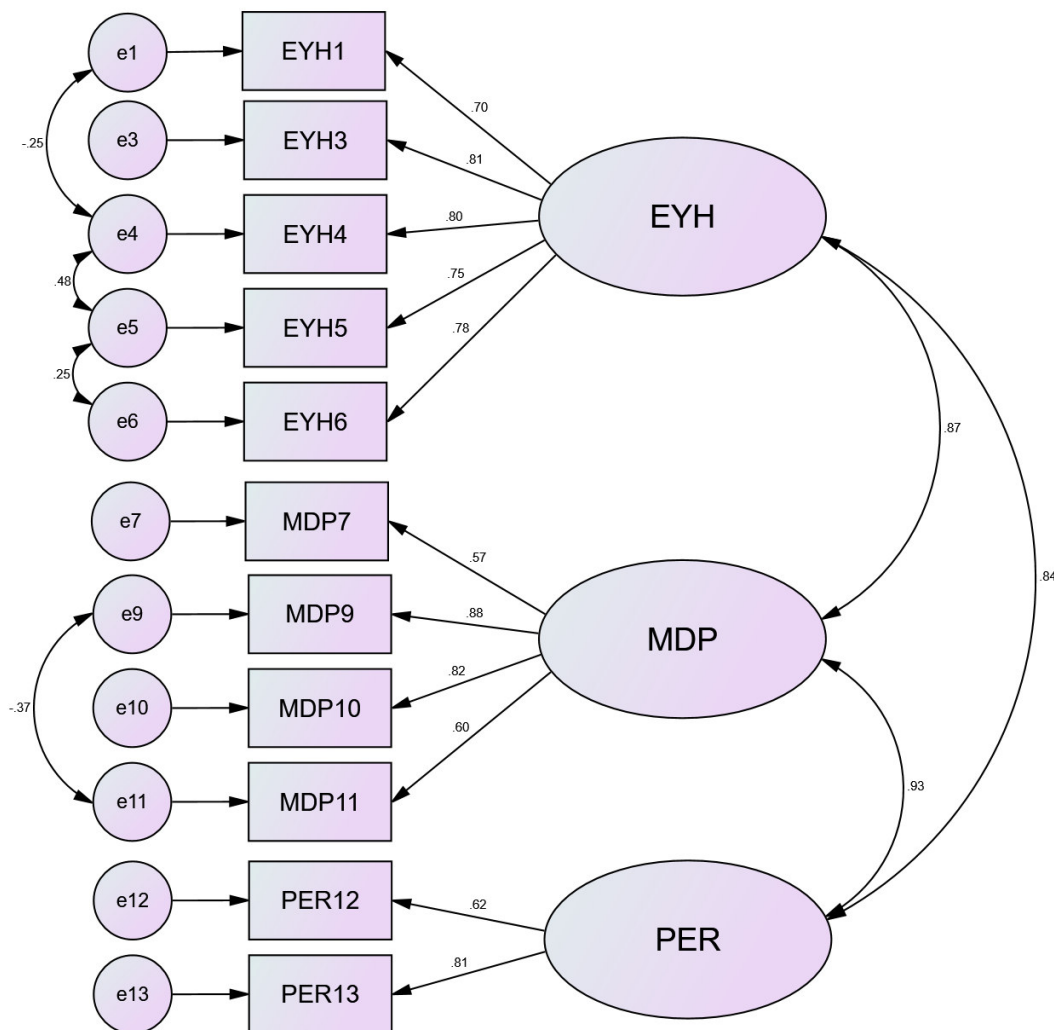 e1
EYH1
.70
-.25
e3
EYH3
.81
e4
EYH4
.80
EYH
.48
e5
EYH5
.75
.25
e6
EYH6
.78
.87
e7
MDP7
.57
.84
e9
MDP9
.88
MDP
-.37
e10
MDP10
.82
e11
MDP11
.60
.93
e12
PER12
.62
PER
e13
PER13
.81